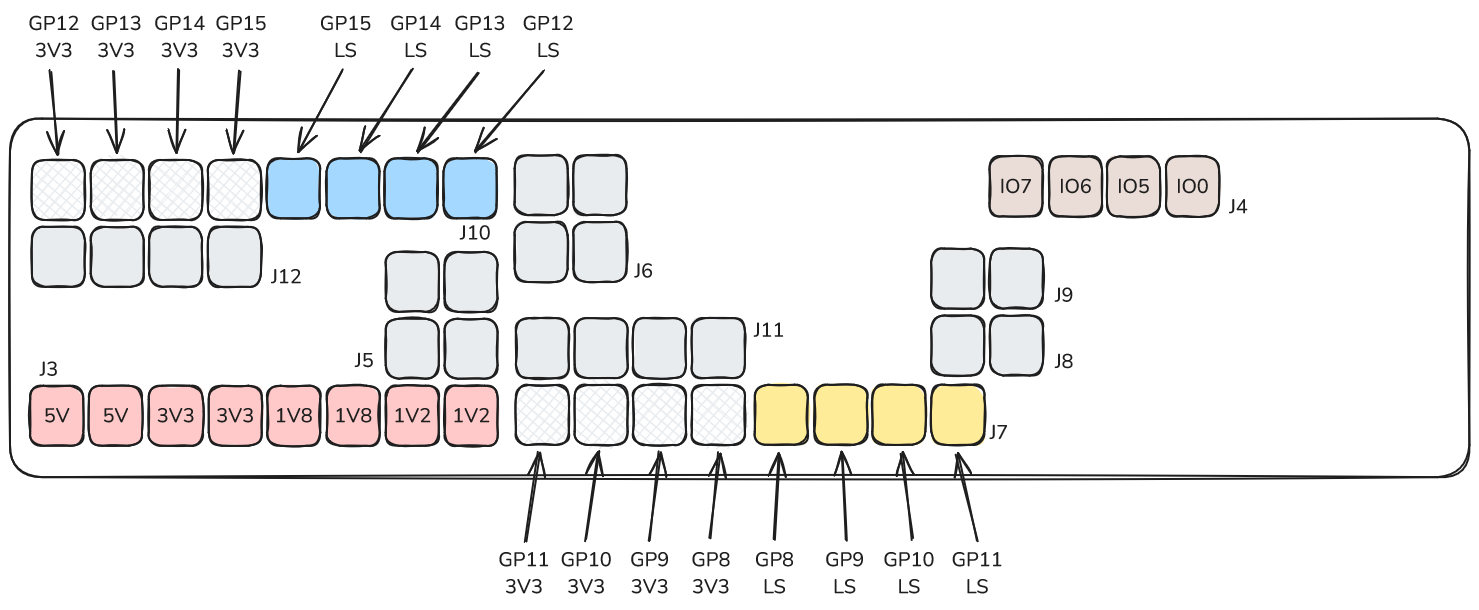 GP12 GP13 GP14 GP15 GP15 GP14 GP13 GP12
3V3 3V3 3V3 3V3 LS LS LS LS
IO7 IO6 IO5 IO0 J4
J10
J12 J6
J9
J11
J5 J8
J3
5V 5V 3V3 3V3 1V8 1V8 1V2 1V2
J7
GP11 GP10 GP9 GP8 GP8 GP9 GP10 GP11
3V3 3V3 3V3 3V3 LS LS LS LS